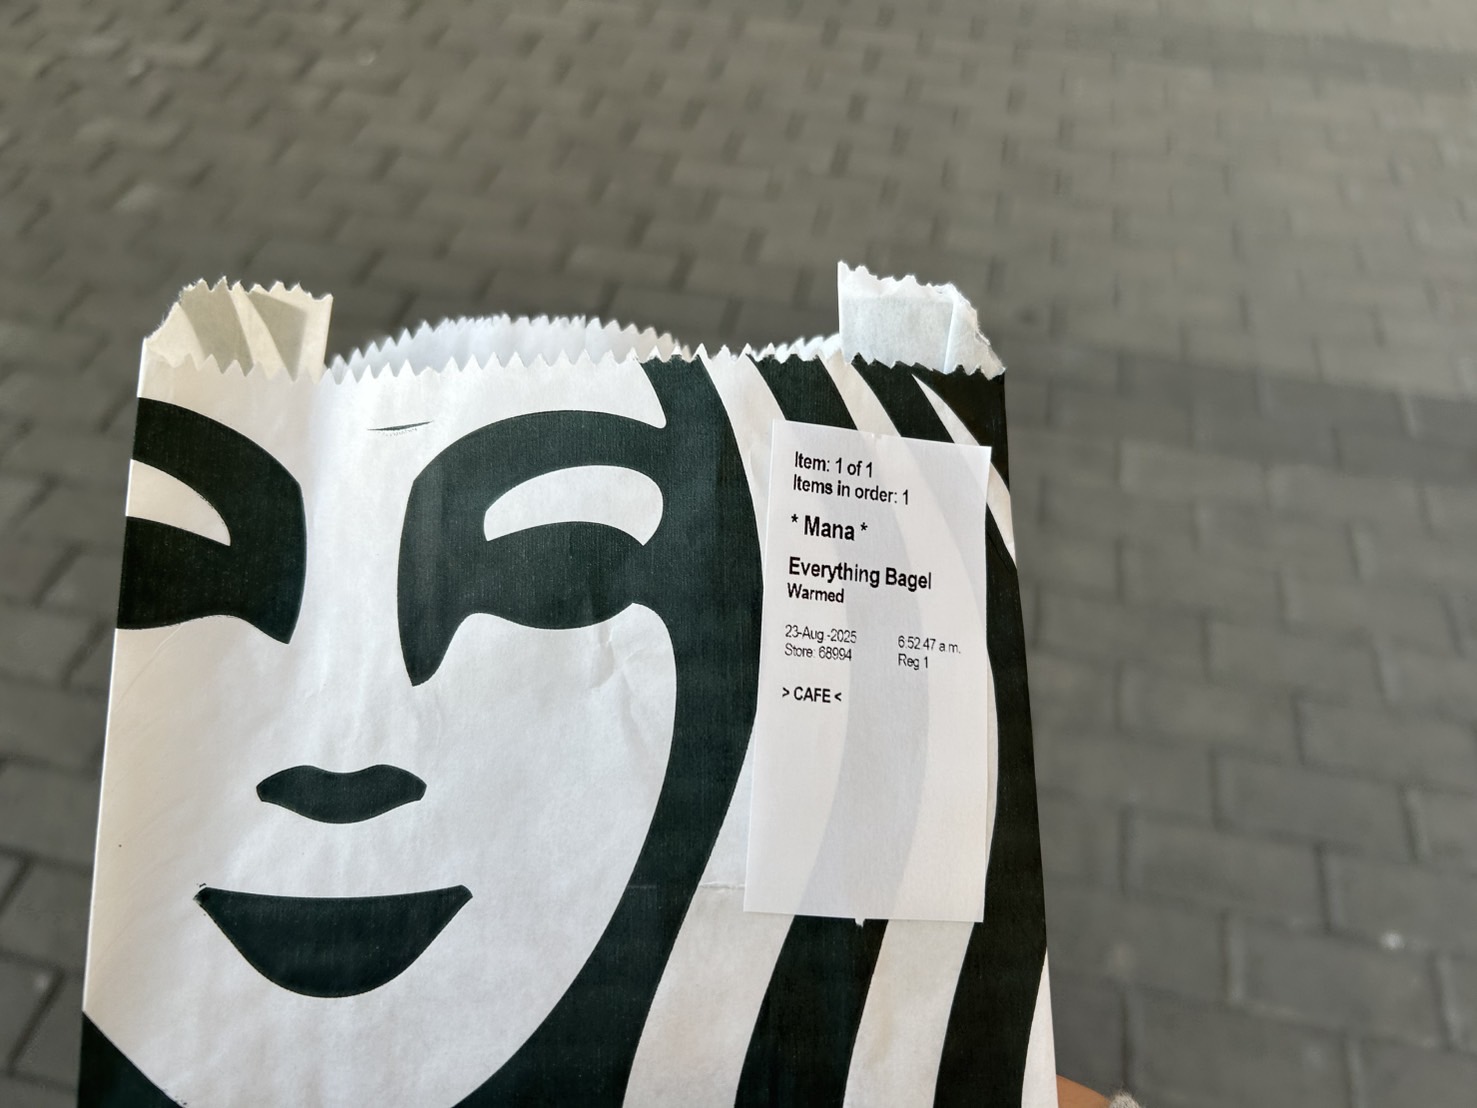 Item: 1 of 1
Items in order: 1
* Mana *
Everything Bagel
Warmed
23-Aug-2025 6:52:47 a.m.
Store: 68994 Reg 1
> CAFE <